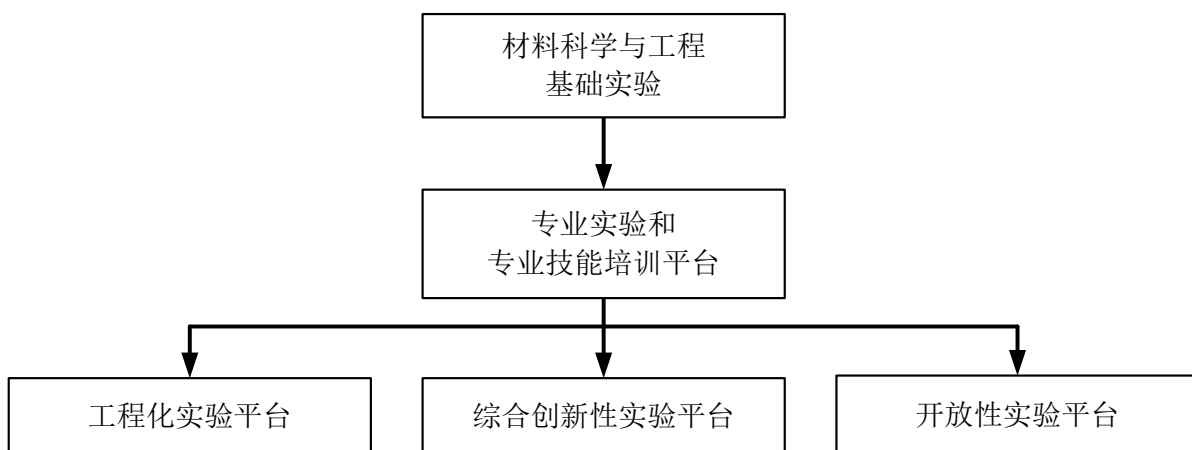 材料科学与工程
基础实验
专业实验和
专业技能培训平台
工程化实验平台
综合创新性实验平台
开放性实验平台